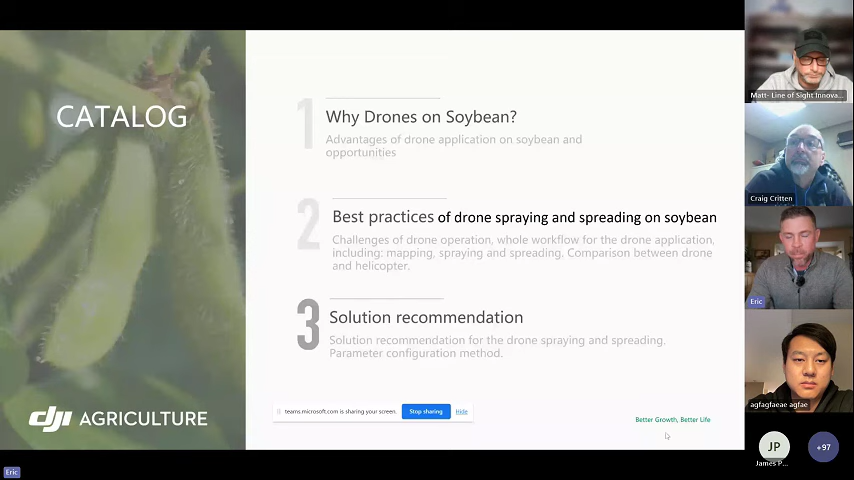 CATALOG
1
Why Drones on Soybean?
Advantages of drone application on soybean and
opportunities
2
Best practices of drone spraying and spreading on soybean
Challenges of drone operation, whole workflow for the drone application,
including: mapping, spraying and spreading. Comparison between drone
and helicopter.
3
Solution recommendation
Solution recommendation for the drone spraying and spreading.
Parameter configuration method.
dji AGRICULTURE
teams.microsoft.com is sharing your screen.
Stop sharing
Hide
Better Growth, Better Life
Eric
Matt- Line of Sight Innova...
Craig Critten
Eric
agfagfaeae agfae
JP
James P...
+97